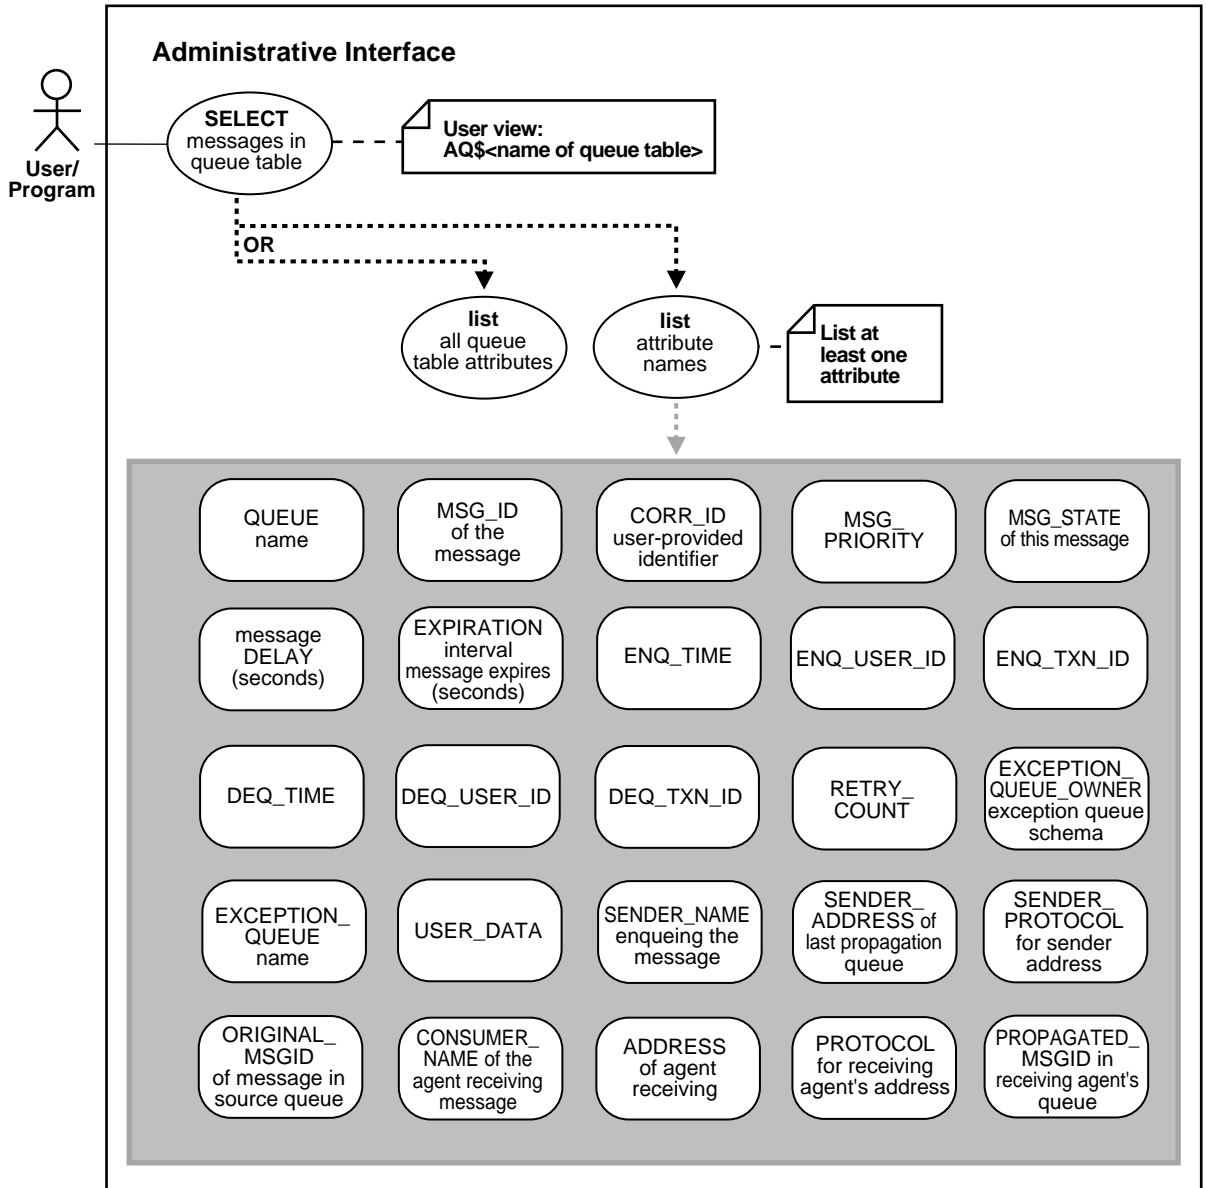 Administrative Interface
User/
Program
SELECT
messages in
queue table
User view:
AQ$<name of queue table>
OR
list
all queue
table attributes
list
attribute
names
List at
least one
attribute
QUEUE
name
MSG_ID
of the
message
CORR_ID
user-provided
identifier
MSG_
PRIORITY
MSG_STATE
of this message
message
DELAY
(seconds)
EXPIRATION
interval
message expires
(seconds)
ENQ_TIME
ENQ_USER_ID
ENQ_TXN_ID
DEQ_TIME
DEQ_USER_ID
DEQ_TXN_ID
RETRY_
COUNT
EXCEPTION_
QUEUE_OWNER
exception queue
schema
EXCEPTION_
QUEUE
name
USER_DATA
SENDER_NAME
enqueing the
message
SENDER_
ADDRESS of
last propagation
queue
SENDER_
PROTOCOL
for sender
address
ORIGINAL_
MSGID
of message in
source queue
CONSUMER_
NAME of the
agent receiving
message
ADDRESS
of agent
receiving
PROTOCOL
for receiving
agent's address
PROPAGATED_
MSGID in
receiving agent's
queue